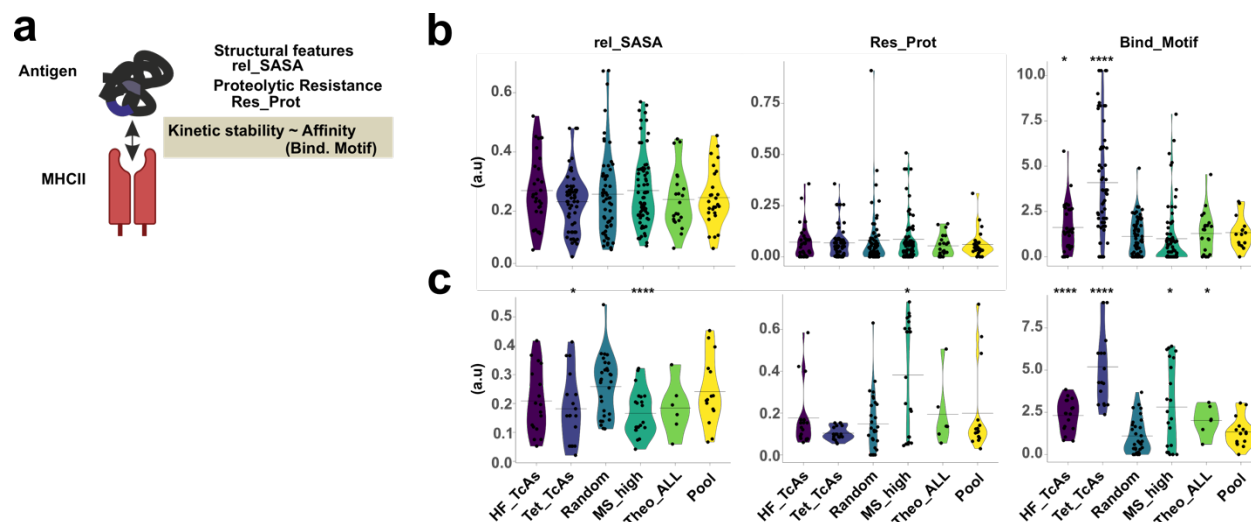 a
Antigen
Structural features
rel_SASA
Proteolytic Resistance
Res_Prot
Kinetic stability ~ Affinity
(Bind. Motif)
MHCII
b
rel_SASA
Res_Prot
Bind_Motif
(a.u)
0.6
0.4
0.2
0.0
0.75
0.50
0.25
0.00
* ****
10.0
7.5
5.0
2.5
0.0
c
(a.u)
* ****
0.5
0.4
0.3
0.2
0.1
0.0
*
0.6
0.4
0.2
0.0
**** **** * *
7.5
5.0
2.5
0.0
HF_TcAs
Tet_TcAs
Random
MS_high
Theo_ALL
Pool
HF_TcAs
Tet_TcAs
Random
MS_high
Theo_ALL
Pool
HF_TcAs
Tet_TcAs
Random
MS_high
Theo_ALL
Pool